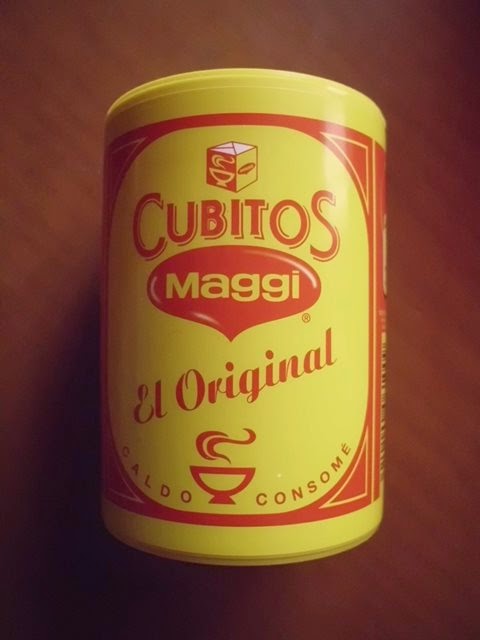 CUBITOS
Maggi
®
El Original
CALDO CONSOMÉ